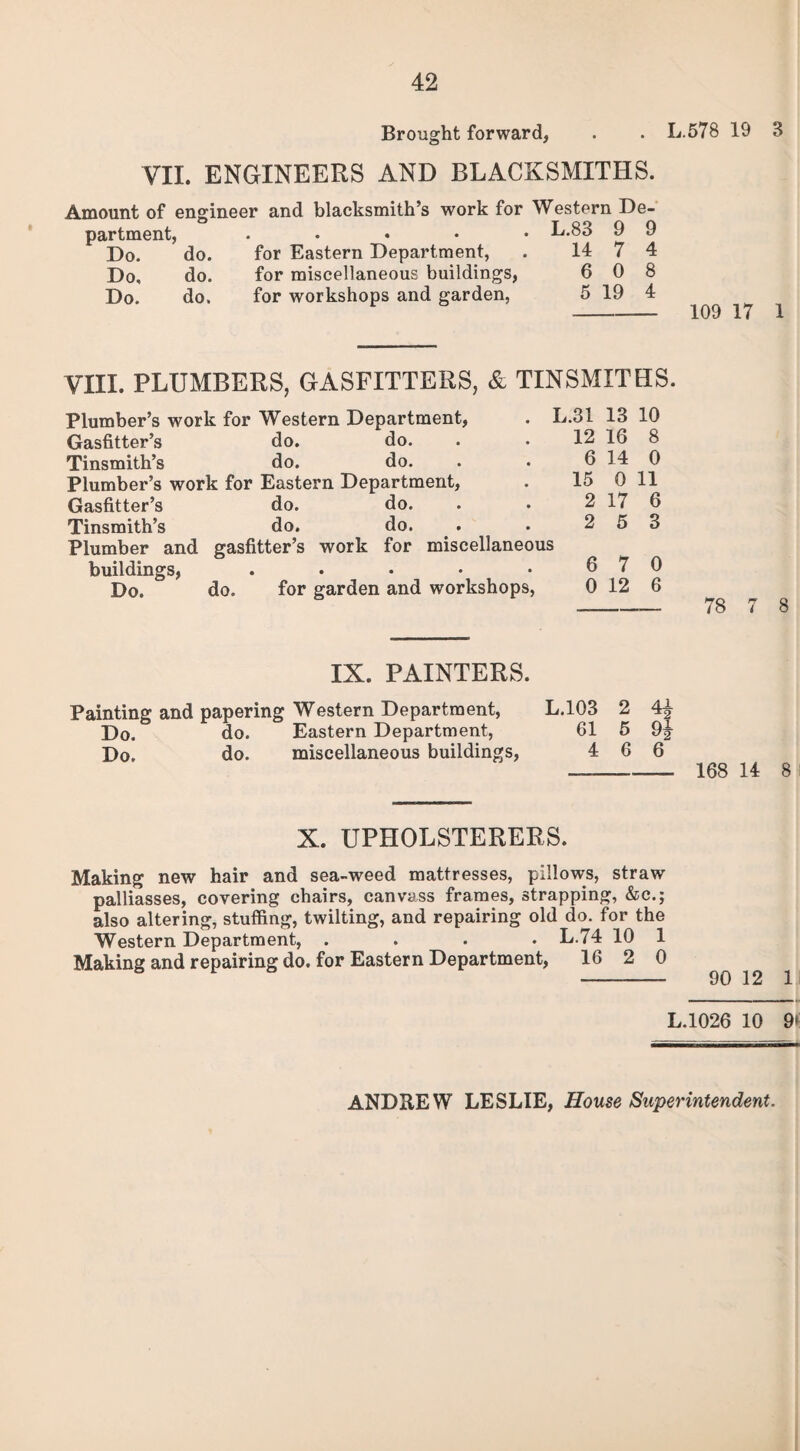 42
Brought forward, . . L.578 19 3
VII. ENGINEERS AND BLACKSMITHS.
Amount of engineer and blacksmith's work for Western De-
partment, . . . . . L.83 9 9
Do. do. for Eastern Department, . 14 7 4
Do, do. for miscellaneous buildings, 6 0 8
Do. do. for workshops and garden, 5 19 4
109 17 1
VIII. PLUMBERS, GASFITTERS, & TINSMITHS.
Plumber's work for Western Department, . L.31 13 10
Gasfitter's do. do. . . 12 16 8
Tinsmith's do. do. . . 6 14 0
Plumber's work for Eastern Department, . 15 0 11
Gasfitter's do. do. . . 2 17 6
Tinsmith's do. do. . . 2 5 3
Plumber and gasfitter's work for miscellaneous
buildings, . . . . . 6 7 0
Do. do. for garden and workshops, 0 12 6
78 7 8
IX. PAINTERS.
Painting and papering Western Department, L.103 2 4½
Do. do. Eastern Department, 61 5 9½
Do. do. miscellaneous buildings, 4 6 6
168 14 8
X. UPHOLSTERERS.
Making new hair and sea-weed mattresses, pillows, straw
palliasses, covering chairs, canvass frames, strapping, &c.;
also altering, stuffing, twilting, and repairing old do. for the
Western Department, . . . . L.74 10 1
Making and repairing do. for Eastern Department, 16 2 0
90 12 1
L.1026 10 9
ANDREW LESLIE, House Superintendent.